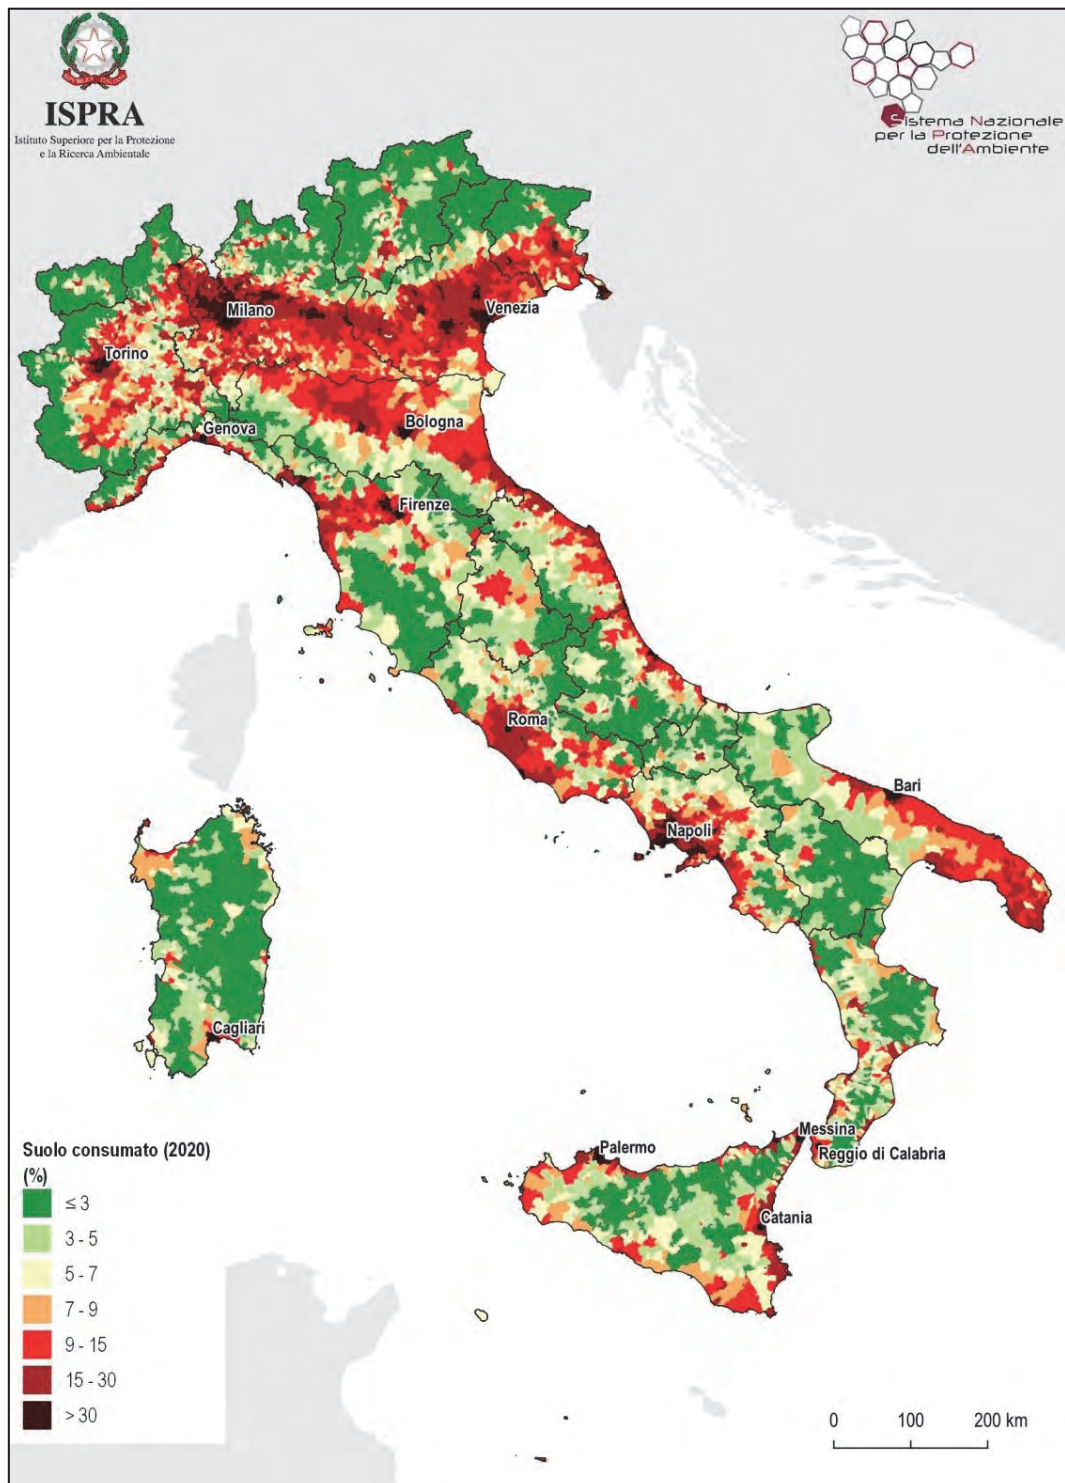 ISPRA
Istituto Superiore per la Protezione
e la Ricerca Ambientale
Sistema Nazionale
per la Protezione
dell'Ambiente
Milano
Venezia
Torino
Bologna
Genova
Firenze
Roma
Bari
Napoli
Cagliari
Messina
Palermo
Reggio di Calabria
Catania
Suolo consumato (2020)
(%)
≤ 3
3 - 5
5 - 7
7 - 9
9 - 15
15 - 30
> 30
0 100 200 km